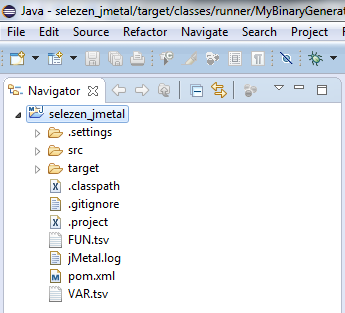 Java - selezen_jmetal/target/classes/runner/MyBinaryGenera
File Edit Source Refactor Navigate Search Project
Navigator
selezen_jmetal
.settings
src
target
.classpath
.gitignore
.project
FUN.tsv
jMetal.log
pom.xml
VAR.tsv